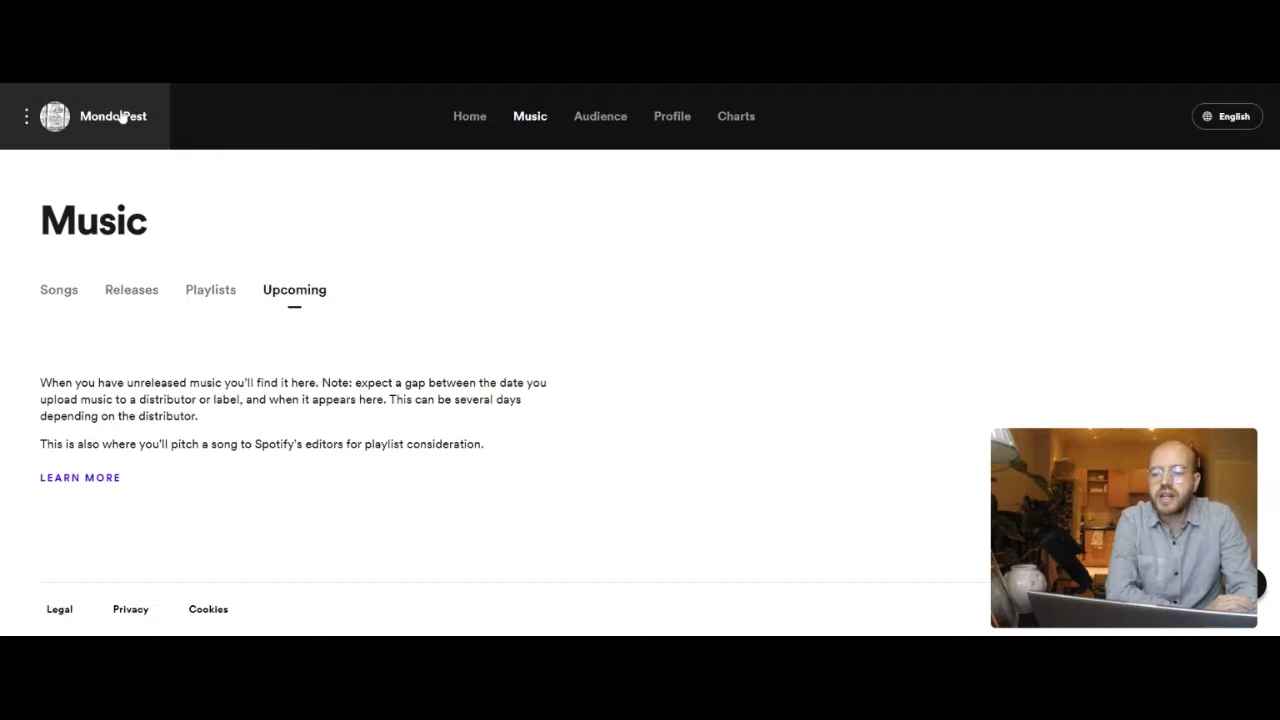 Mondo Pest
Home
Music
Audience
Profile
Charts
English
Music
Songs
Releases
Playlists
Upcoming
When you have unreleased music you'll find it here. Note: expect a gap between the date you
upload music to a distributor or label, and when it appears here. This can be several days
depending on the distributor.
This is also where you'll pitch a song to Spotify's editors for playlist consideration.
LEARN MORE
Legal
Privacy
Cookies